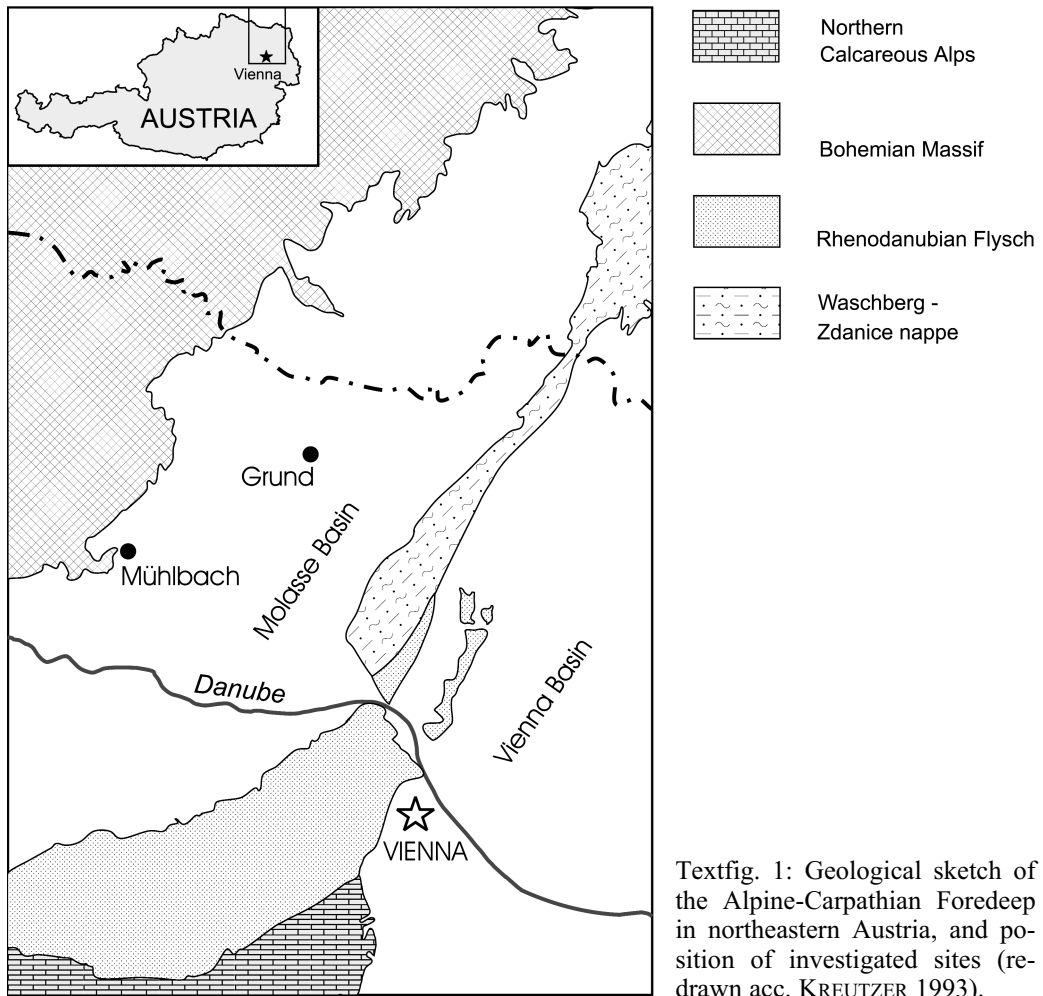 Vienna
AUSTRIA
Grund
Mühlbach
Molasse Basin
Danube
Vienna Basin
VIENNA
Northern
Calcareous Alps
Bohemian Massif
Rhenodanubian Flysch
Waschberg -
Zdanice nappe
Textfig. 1: Geological sketch of
the Alpine-Carpathian Foredeep
in northeastern Austria, and po-
sition of investigated sites (re-
drawn acc. KREUTZER 1993).